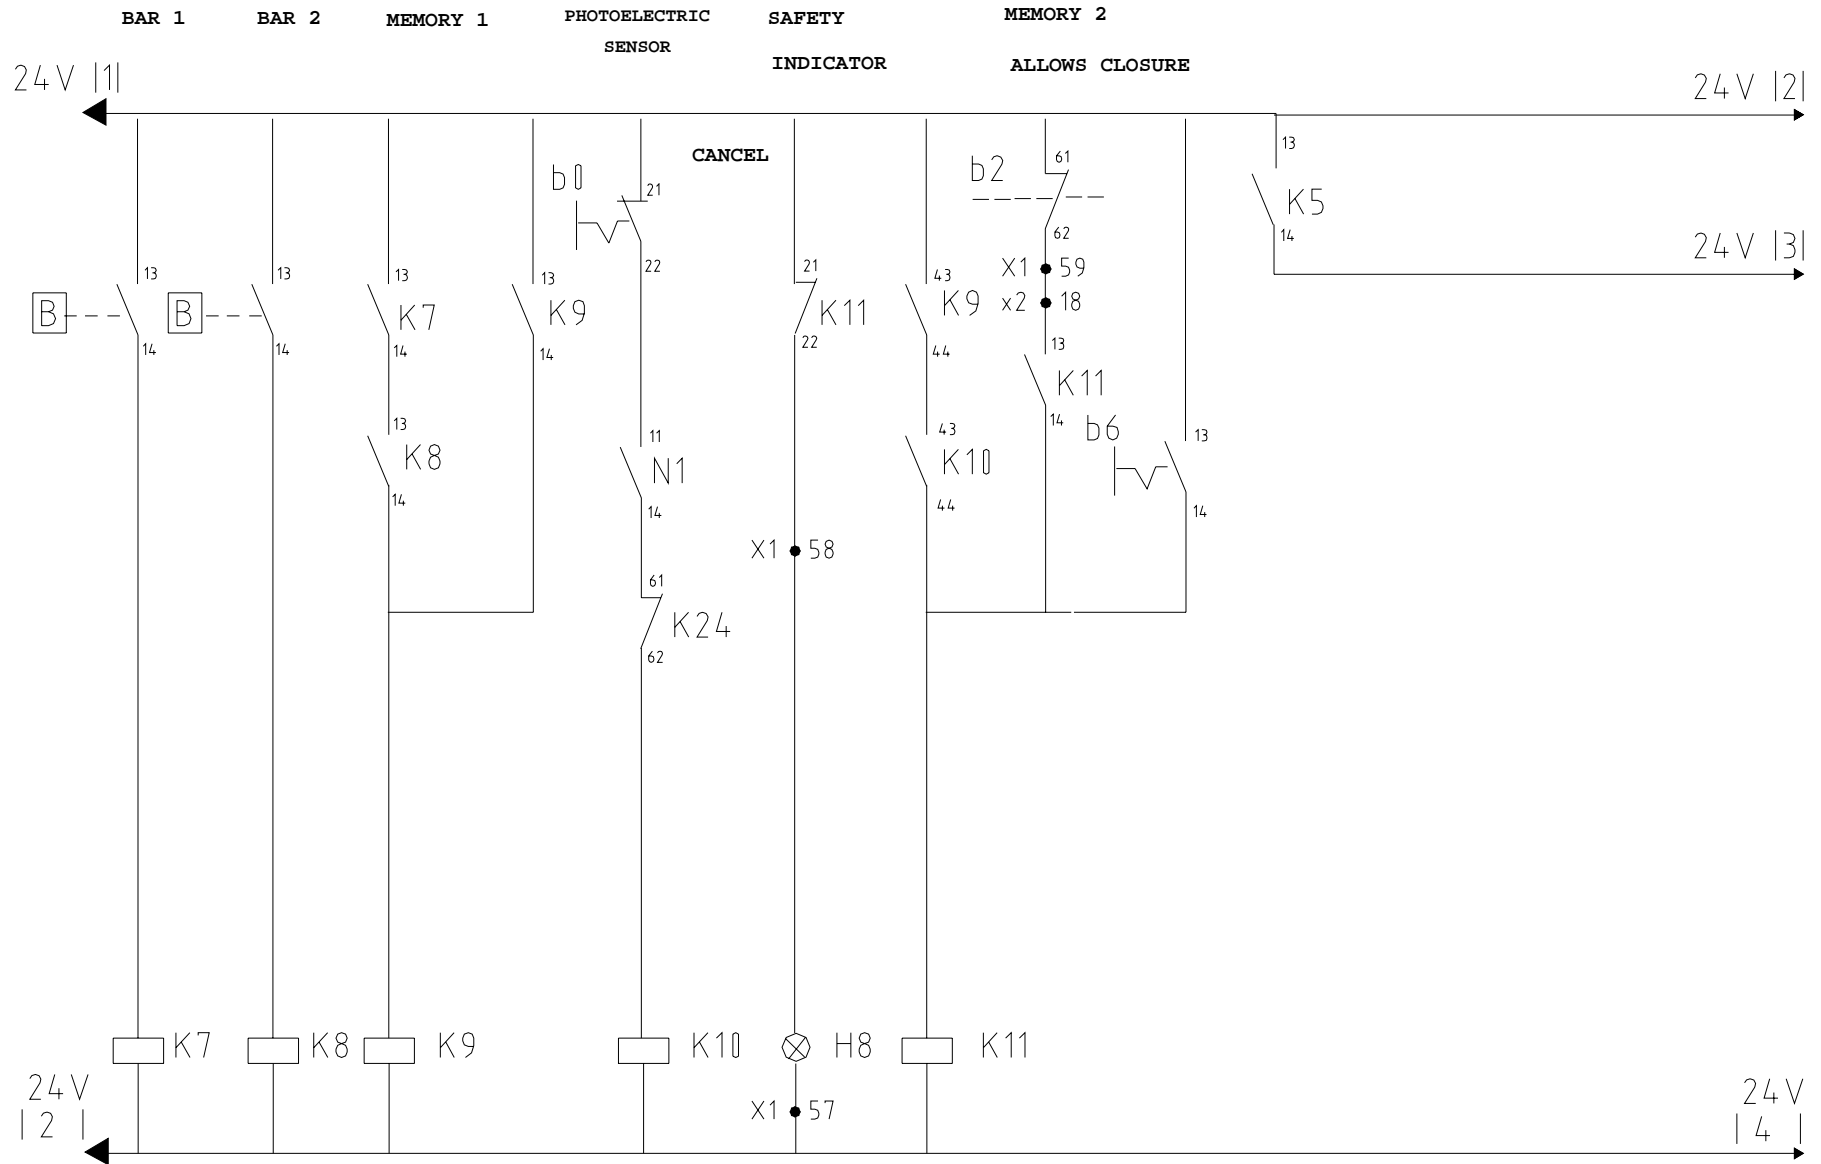 BAR 1
BAR 2
MEMORY 1
PHOTOELECTRIC
SENSOR
SAFETY
INDICATOR
MEMORY 2
ALLOWS CLOSURE
24V |1|
24V |2|
CANCEL
13
b0
21
b2
61
K5
62
14
24V |3|
22
13
13
13
13
21
43
X1 59
B
B
K7
K9
K11
K9
x2 18
14
14
14
14
22
44
13
K11
14
13
K8
14
11
N1
14
43
K10
44
b6
13
14
X1 58
61
K24
62
K7
K8
K9
K10
H8
K11
24V
| 2 |
X1 57
24V
| 4 |